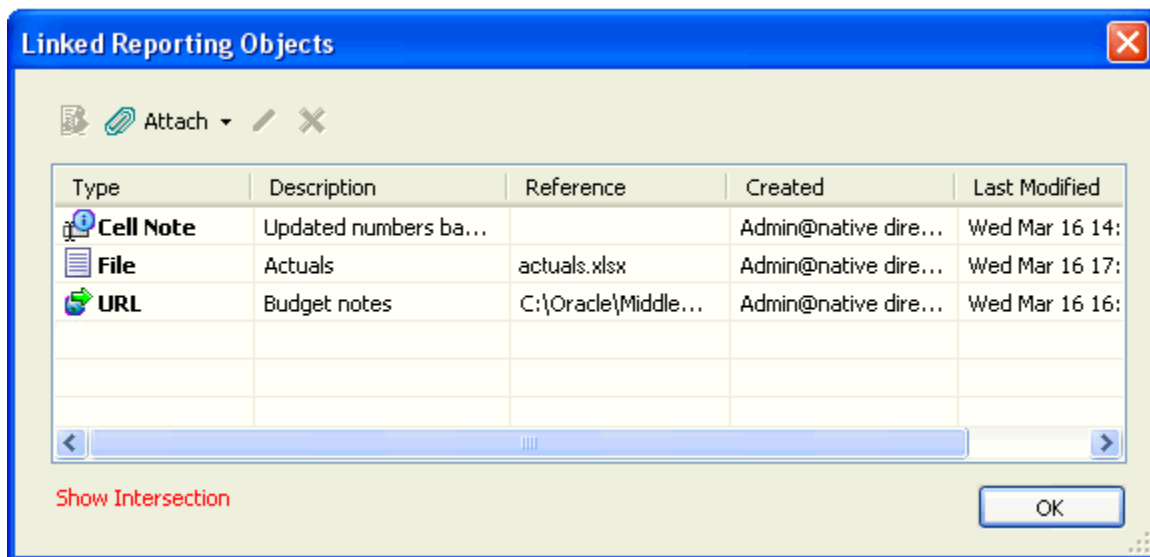 Linked Reporting Objects
Attach
Type Description Reference Created Last Modified
Cell Note Updated numbers ba... Admin@native dire... Wed Mar 16 14:
File Actuals actuals.xlsx Admin@native dire... Wed Mar 16 17:
URL Budget notes C:\Oracle\Middle... Admin@native dire... Wed Mar 16 16:
Show Intersection OK